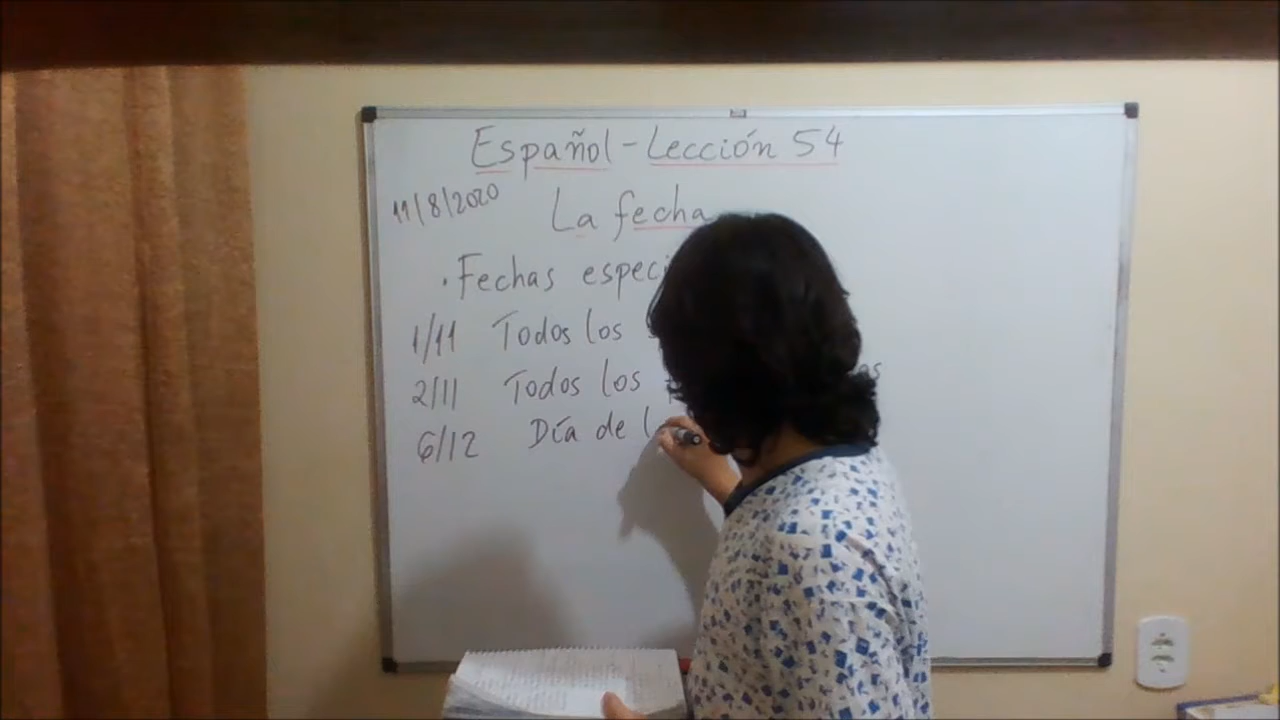 Español - Lección 54
11/8/2020
La fecha
. Fechas especi
1/11 Todos los
2/11 Todos los
6/12 Día de l